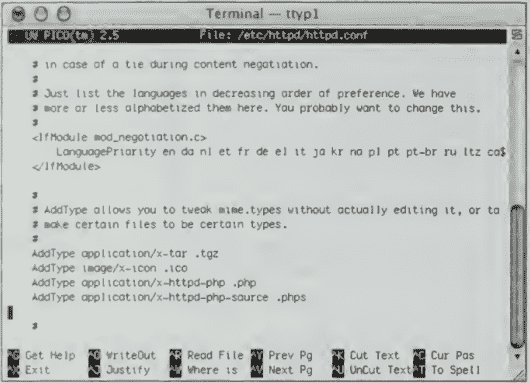 Terminal — ttyp1
UW PICO(tm) 2.5 File: /etc/httpd/httpd.conf
# in case of a tie during content negotiation.
#
# Just list the languages in decreasing order of preference. We have
# more or less alphabetized them here. You probably want to change this.
#
<IfModule mod_negotiation.c>
LanguagePriority en da nl et fr de el it ja kr no pl pt pt-br ru ltz ca$
</IfModule>
#
# AddType allows you to tweak mime.types without actually editing it, or to
# make certain files to be certain types.
#
AddType application/x-tar .tgz
AddType image/x-icon .ico
AddType application/x-httpd-php .php
AddType application/x-httpd-php-source .phps
#
^G Get Help ^O WriteOut ^R Read File ^Y Prev Pg ^K Cut Text ^C Cur Pos
^X Exit ^J Justify ^W Where is ^V Next Pg ^U UnCut Text ^T To Spell